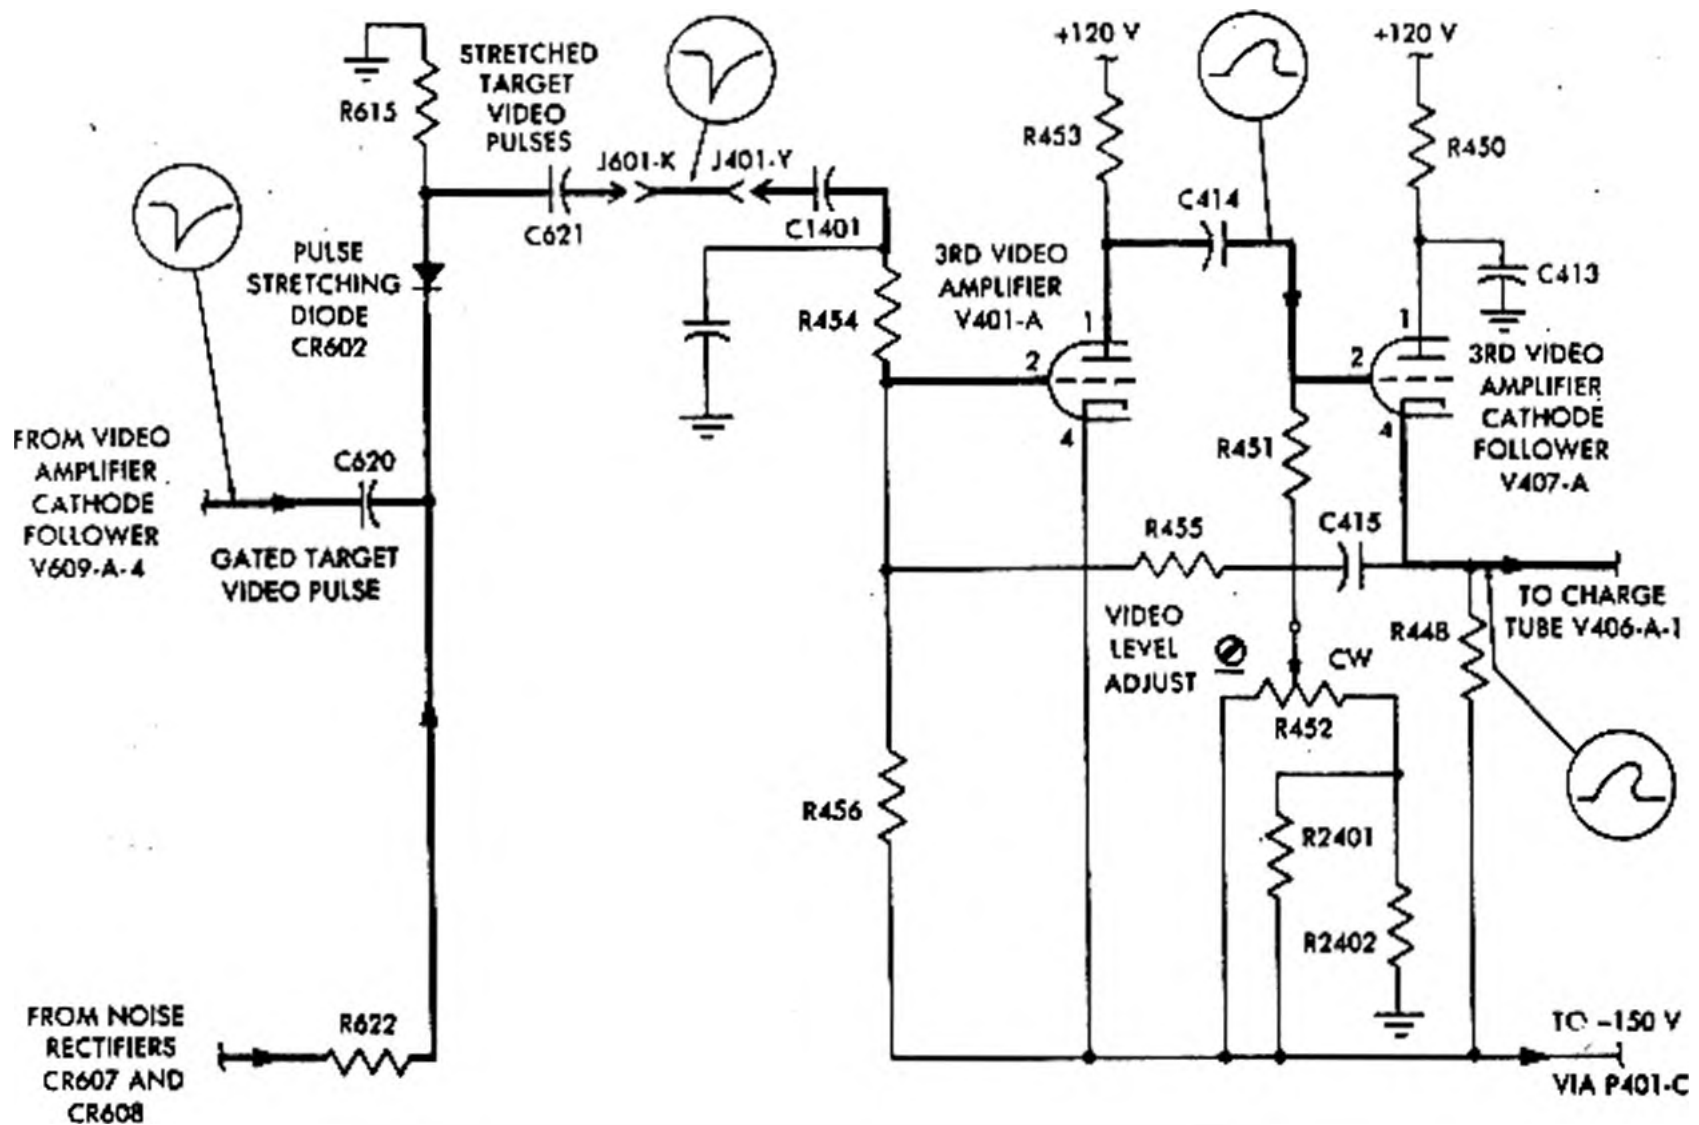 R615
STRETCHED
TARGET
VIDEO
PULSES
J601-K
J401-Y
C621
C1401
+120 V
R453
+120 V
R450
C414
C413
PULSE
STRETCHING
DIODE
CR602
R454
3RD VIDEO
AMPLIFIER
V401-A
1
2
4
1
2
4
3RD VIDEO
AMPLIFIER
CATHODE
FOLLOWER
V407-A
FROM VIDEO
AMPLIFIER
CATHODE
FOLLOWER
V609-A-4
C620
GATED TARGET
VIDEO PULSE
R451
R455
C415
TO CHARGE
TUBE V406-A-1
VIDEO
LEVEL
ADJUST
CW
R452
R448
R456
R2401
R2402
FROM NOISE
RECTIFIERS
CR607 AND
CR608
R622
TO -150 V
VIA P401-C